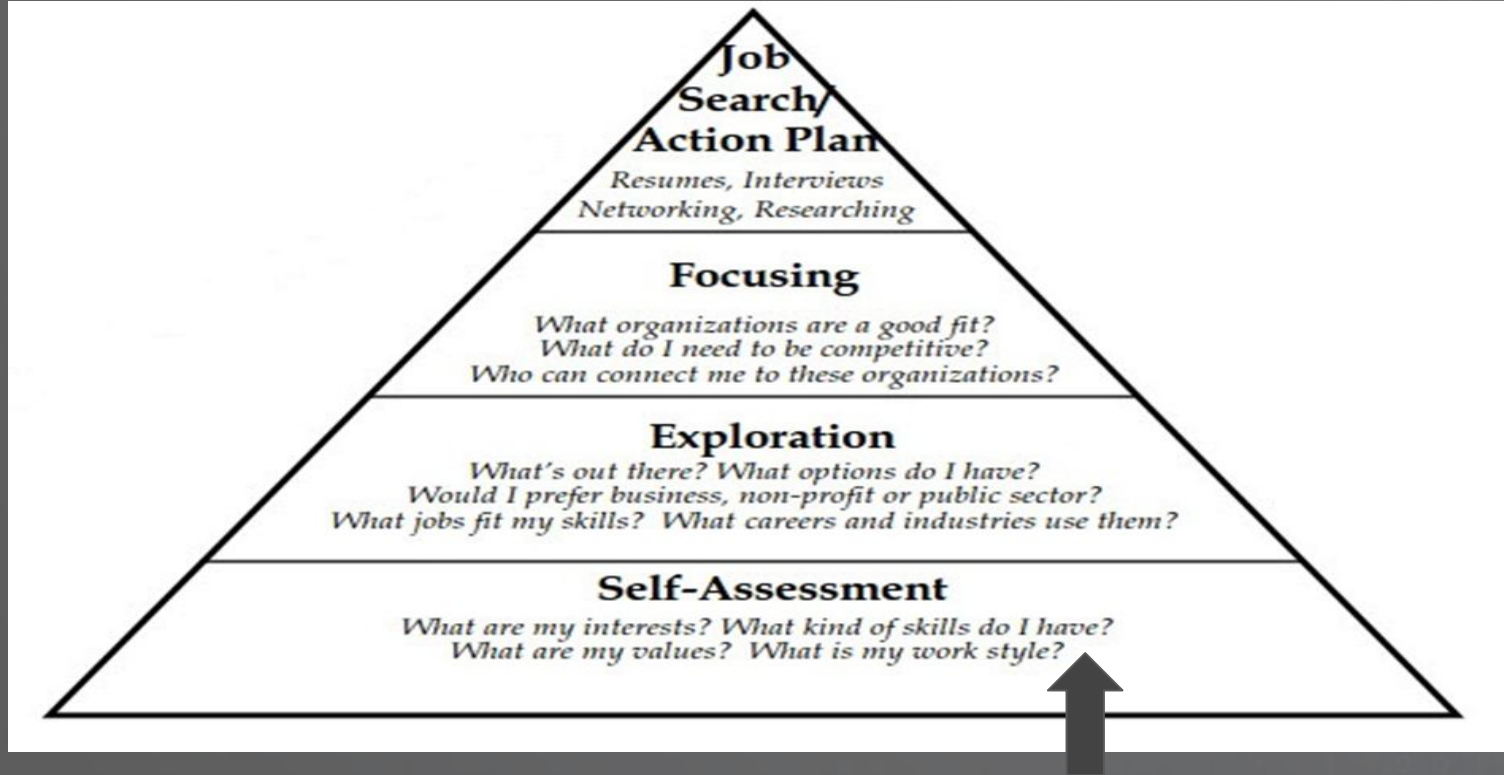 Job
Search/
Action Plan
Resumes, Interviews
Networking, Researching
Focusing
What organizations are a good fit?
What do I need to be competitive?
Who can connect me to these organizations?
Exploration
What's out there? What options do I have?
Would I prefer business, non-profit or public sector?
What jobs fit my skills? What careers and industries use them?
Self-Assessment
What are my interests? What kind of skills do I have?
What are my values? What is my work style?